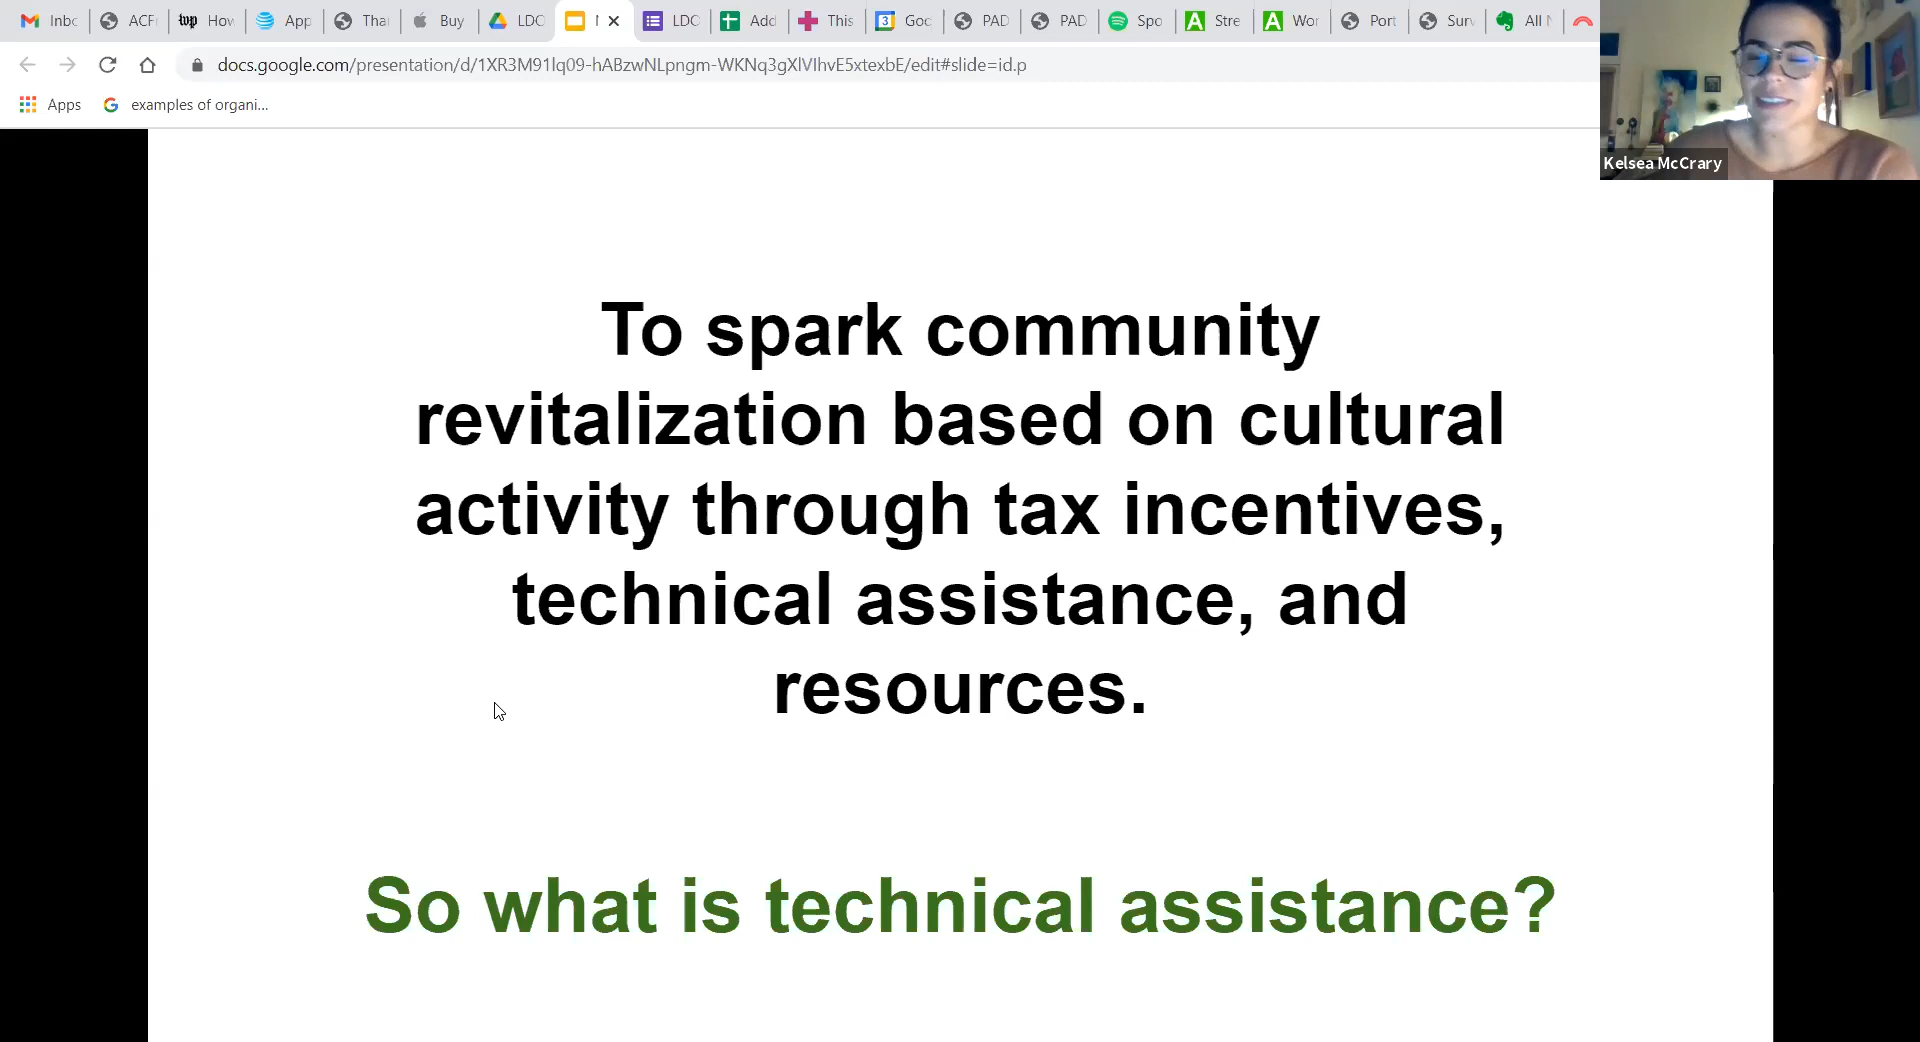 Inbc ACF How App Thar Buy LDC LDC Add This Goc PAD PAD Spo Stre Wor Port Surv All N
docs.google.com/presentation/d/1XR3M91lq09-hABzwNLpngm-WKNq3gXlVIhvE5xtexbE/edit#slide=id.p
Apps examples of organi...
Kelsea McCrary
To spark community
revitalization based on cultural
activity through tax incentives,
technical assistance, and
resources.
So what is technical assistance?